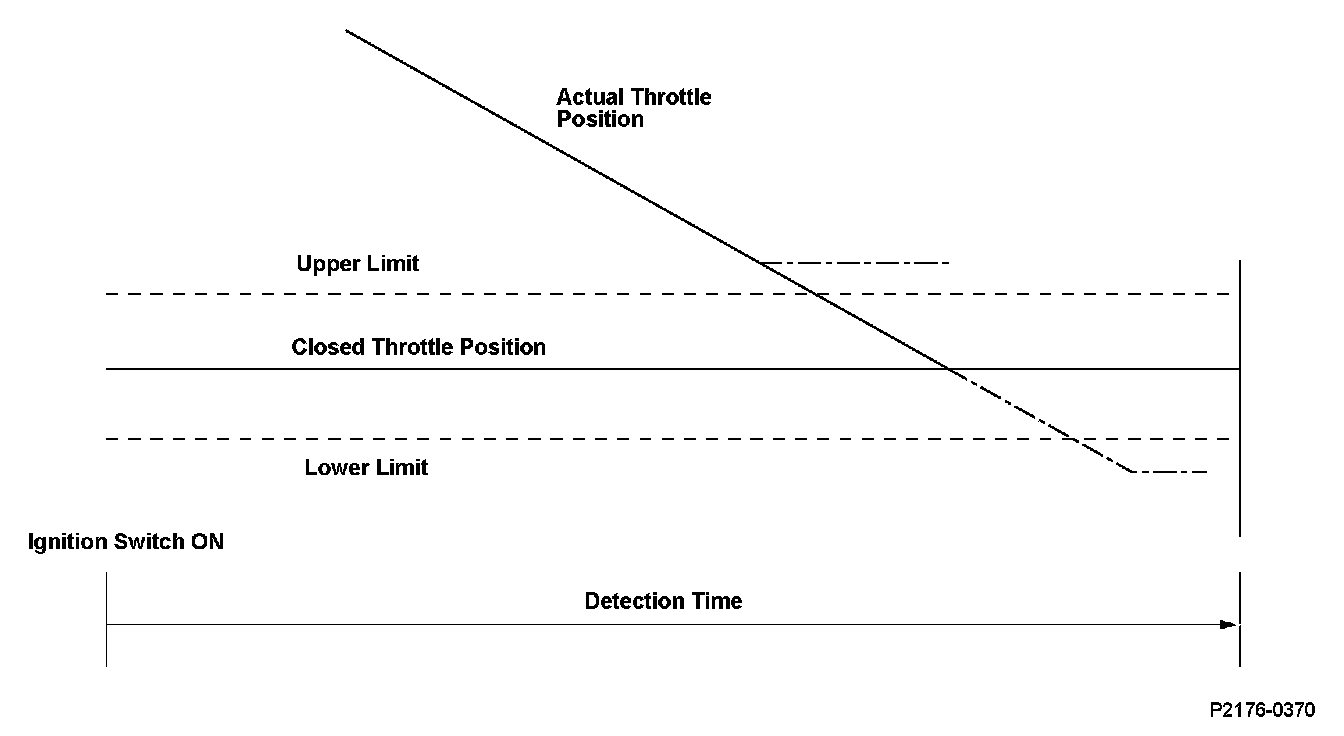 Actual Throttle
Position
Upper Limit
Closed Throttle Position
Lower Limit
Ignition Switch ON
Detection Time
P2176-0370